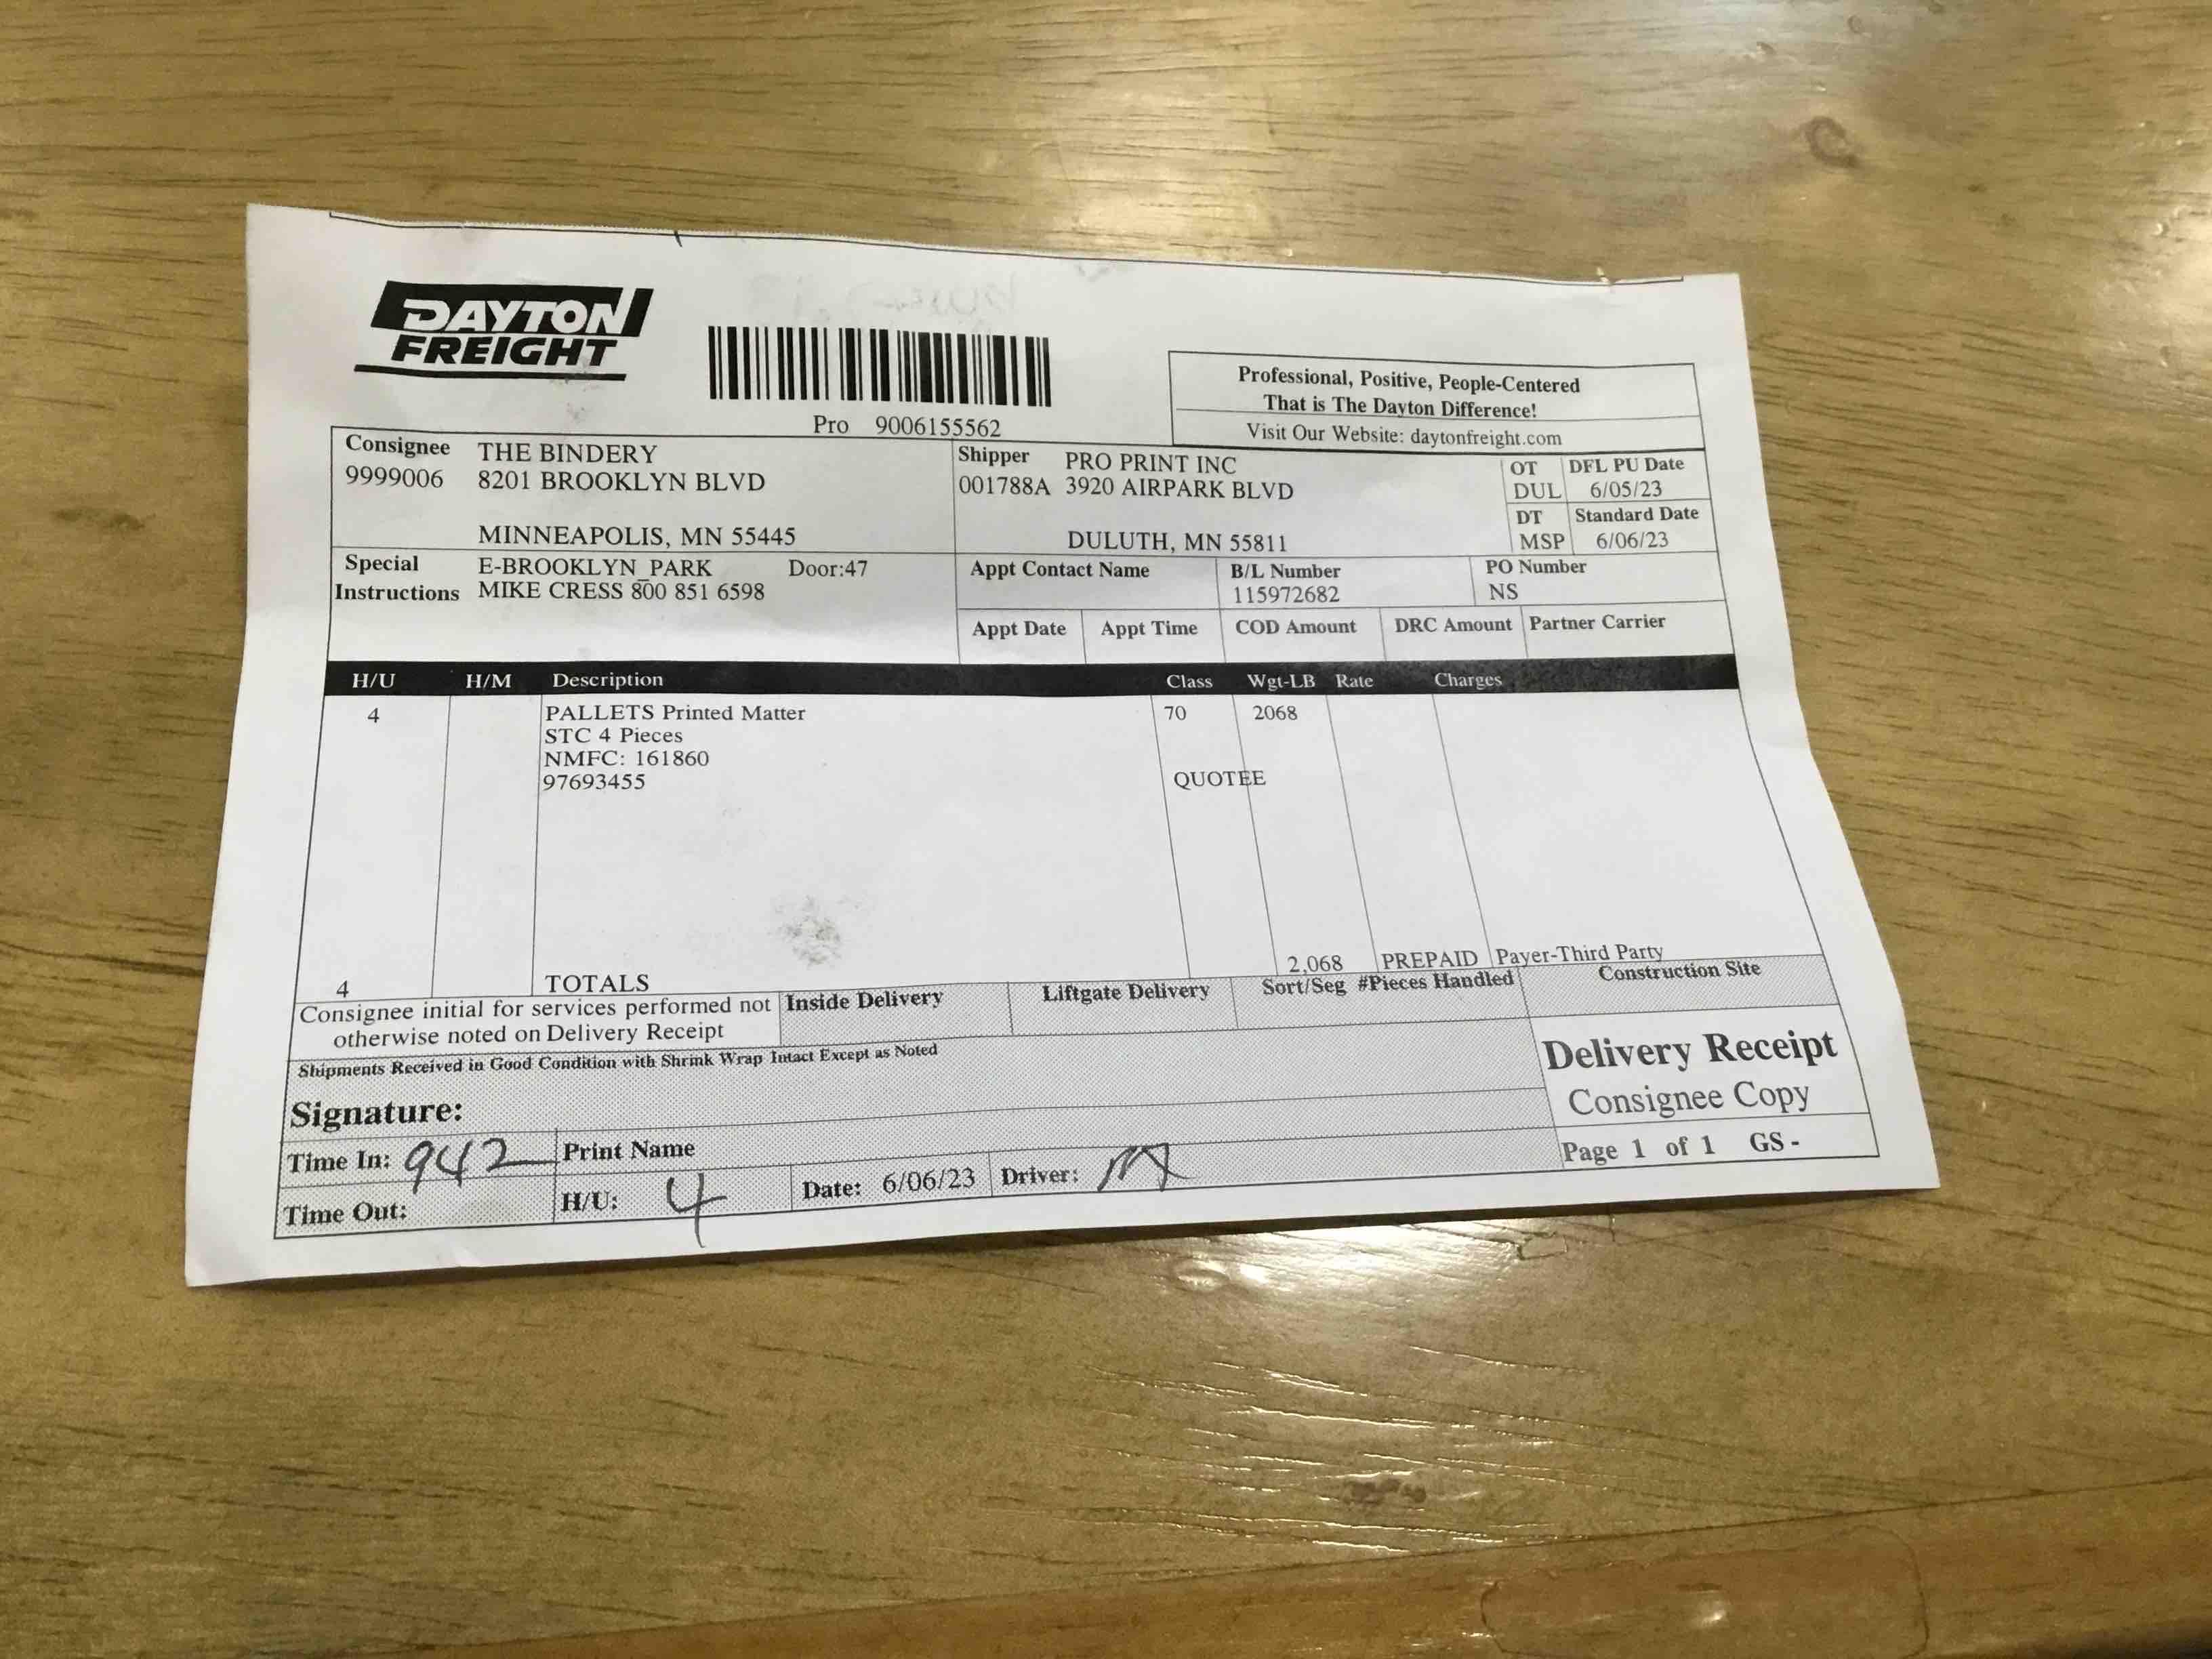 DAYTON
FREIGHT
Pro 9006155562
Professional, Positive, People-Centered
That is The Dayton Difference!
Visit Our Website: daytonfreight.com
Consignee THE BINDERY
9999006 8201 BROOKLYN BLVD
MINNEAPOLIS, MN 55445
Shipper PRO PRINT INC
001788A 3920 AIRPARK BLVD
DULUTH, MN 55811
OT DFL PU Date
DUL 6/05/23
DT Standard Date
MSP 6/06/23
Special E-BROOKLYN_PARK Door:47
Instructions MIKE CRESS 800 851 6598
Appt Contact Name B/L Number PO Number
115972682 NS
Appt Date Appt Time COD Amount DRC Amount Partner Carrier
H/U H/M Description Class Wgt-LB Rate Charges
4 PALLETS Printed Matter 70 2068
STC 4 Pieces
NMFC: 161860
97693455 QUOTEE
4 TOTALS 2,068 PREPAID Payer-Third Party
Consignee initial for services performed not
otherwise noted on Delivery Receipt
Inside Delivery Liftgate Delivery Sort/Seg #Pieces Handled Construction Site
Shipments Received in Good Condition with Shrink Wrap Intact Except as Noted
Delivery Receipt
Consignee Copy
Signature:
Time In: 942 Print Name
Time Out: H/U: 4 Date: 6/06/23 Driver:
Page 1 of 1 GS -